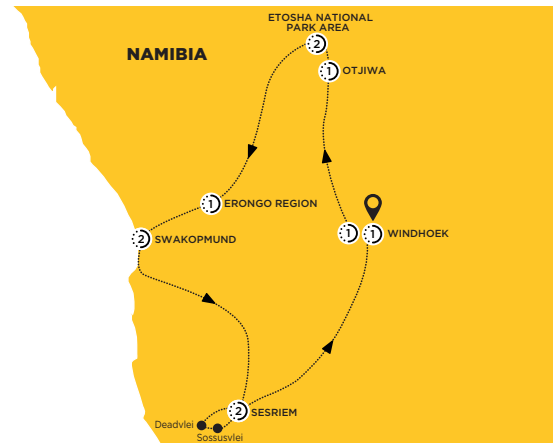 ETOSHA NATIONAL
PARK AREA
2
NAMIBIA
1 OTJIWA
1 ERONGO REGION
2 SWAKOPMUND
1 1 WINDHOEK
2 SESRIEM
Deadvlei
Sossusvlei